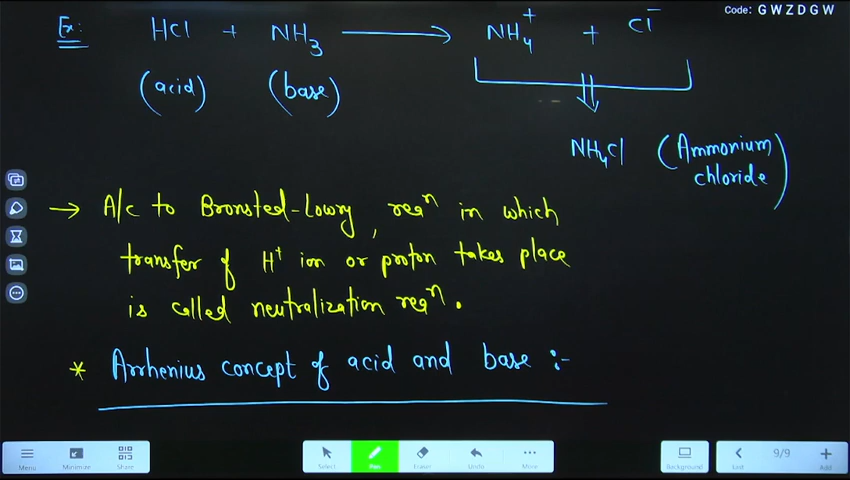 Code: G W Z D G W
Ex: HCl + NH₃ ⟶ NH₄⁺ + Cl⁻
(acid) (base)
NH₄Cl (Ammonium
chloride)
→ A/c to Bronsted-Lowry, reaⁿ in which
transfer of H⁺ ion or proton takes place
is called neutralization reaⁿ.
* Arrhenius concept of acid and base :-
Menu Minimize Share Select Pen Eraser Undo More Background Last 9/9 Add